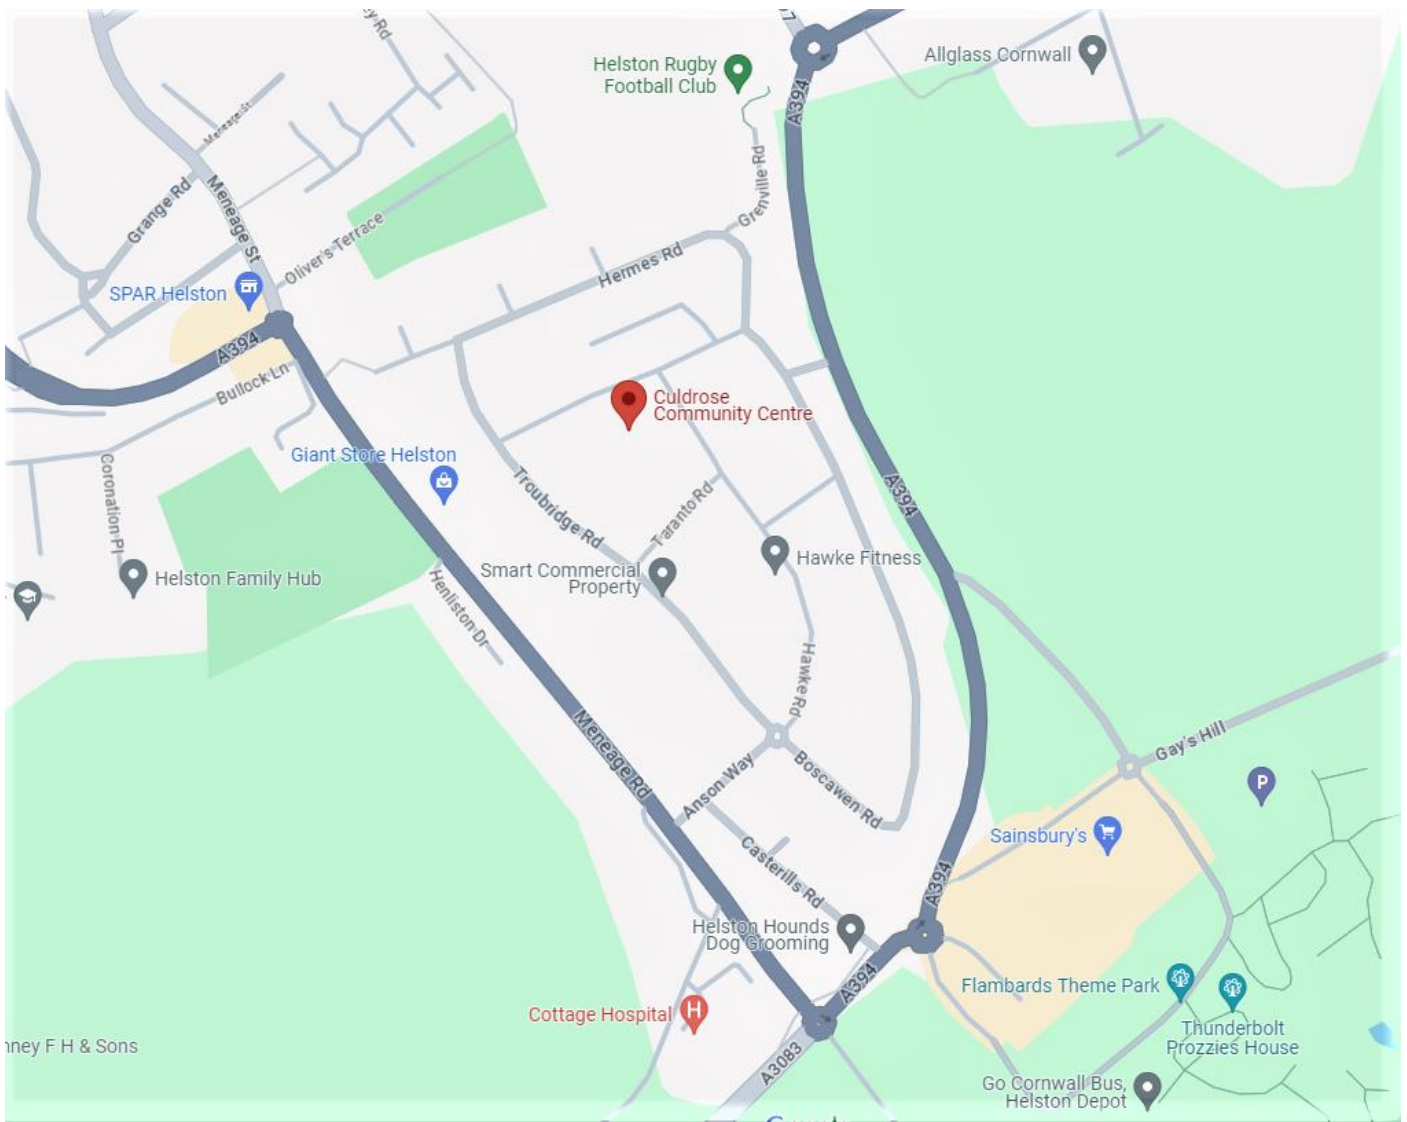 Helston Rugby
Football Club
Allglass Cornwall
A394
Grange Rd
Meneage St
Oliver's Terrace
Grenville Rd
Hermes Rd
SPAR Helston
A394
Bullock Ln
Culdrose
Community Centre
Giant Store Helston
Coronation Pl
Troubridge Rd
Taranto Rd
A394
Helston Family Hub
Henliston Dr
Smart Commercial
Property
Hawke Fitness
Hawke Rd
Meneage Rd
Anson Way
Boscawen Rd
Gay's Hill
P
Sainsbury's
Casterills Rd
A394
Helston Hounds
Dog Grooming
A394
Flambards Theme Park
Cottage Hospital
H
Thunderbolt
Prozzies House
nney F H & Sons
A3083
Go Cornwall Bus,
Helston Depot